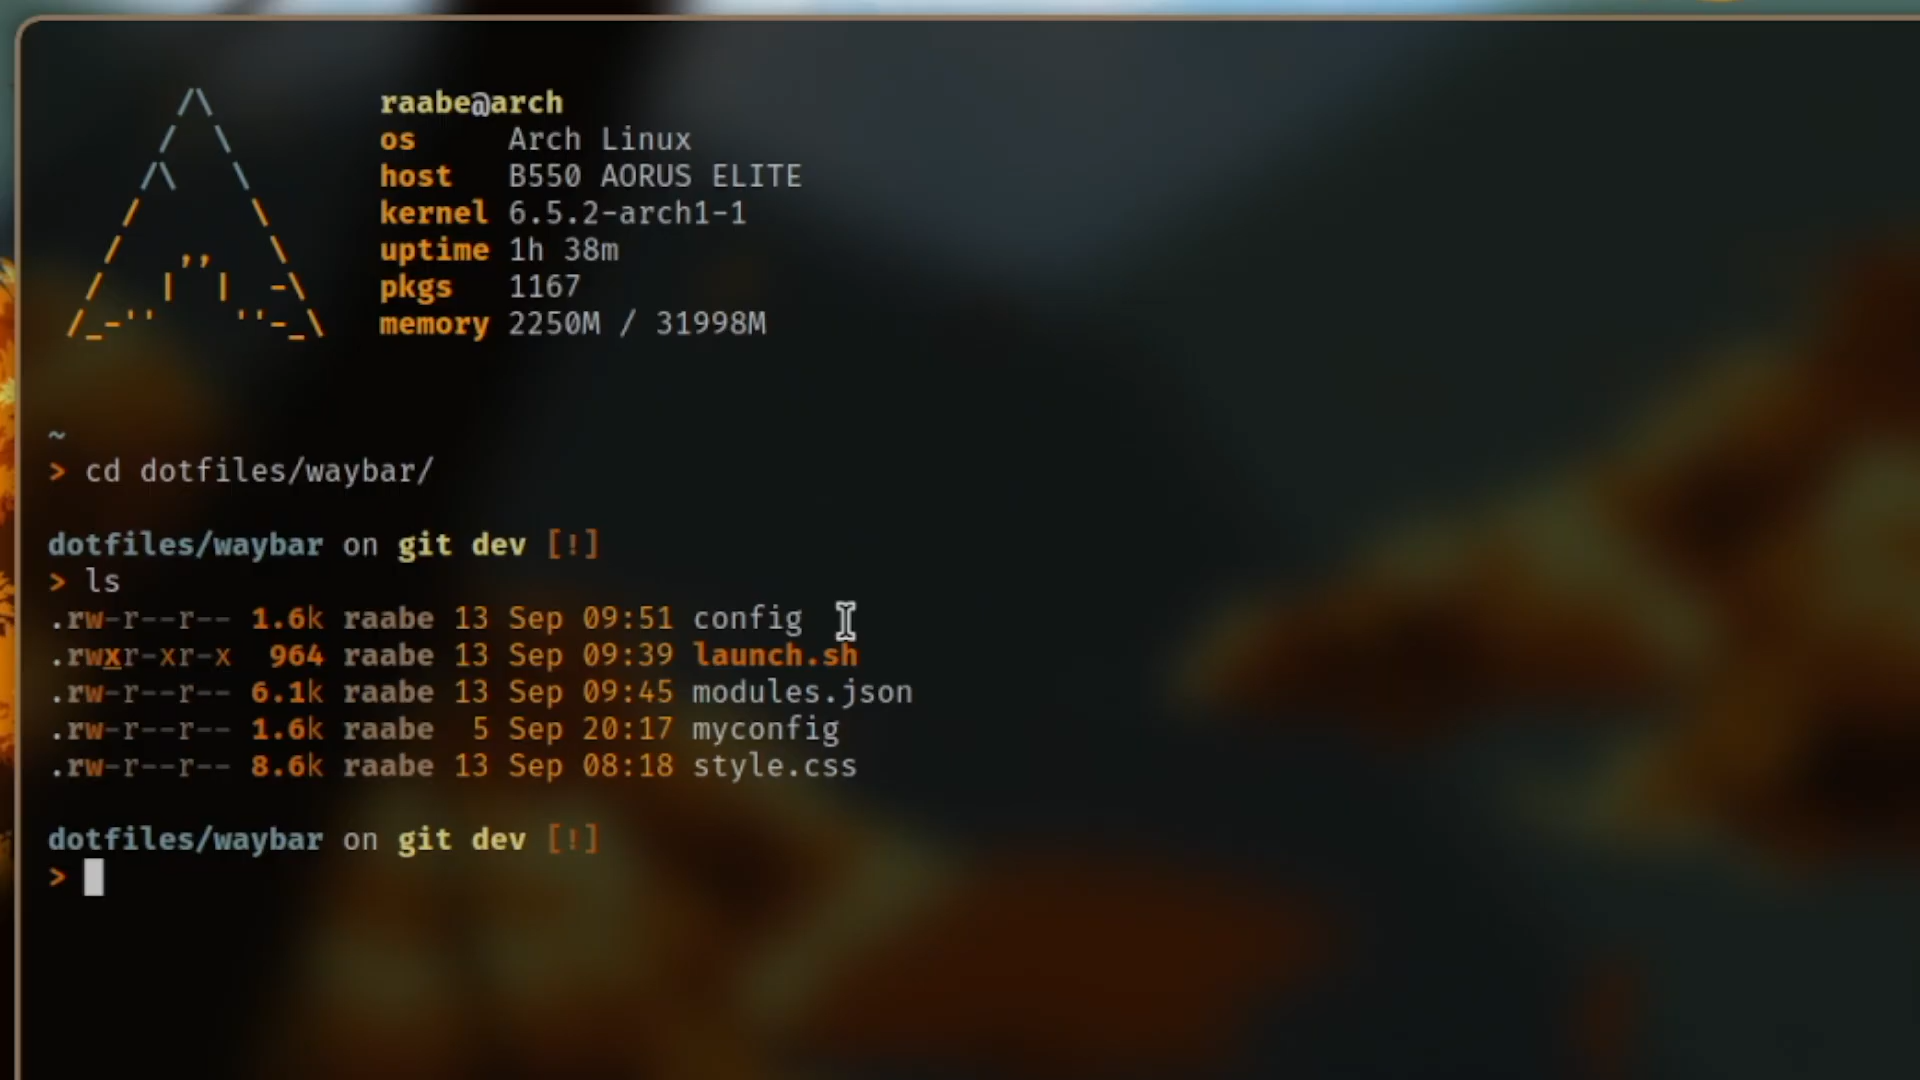 raabe@arch
os     Arch Linux
host   B550 AORUS ELITE
kernel 6.5.2-arch1-1
uptime 1h 38m
pkgs   1167
memory 2250M / 31998M
~
> cd dotfiles/waybar/
dotfiles/waybar on git dev [!]
> ls
.rw-r--r-- 1.6k raabe 13 Sep 09:51 config
.rwxr-xr-x  964 raabe 13 Sep 09:39 launch.sh
.rw-r--r-- 6.1k raabe 13 Sep 09:45 modules.json
.rw-r--r-- 1.6k raabe  5 Sep 20:17 myconfig
.rw-r--r-- 8.6k raabe 13 Sep 08:18 style.css
dotfiles/waybar on git dev [!]
>